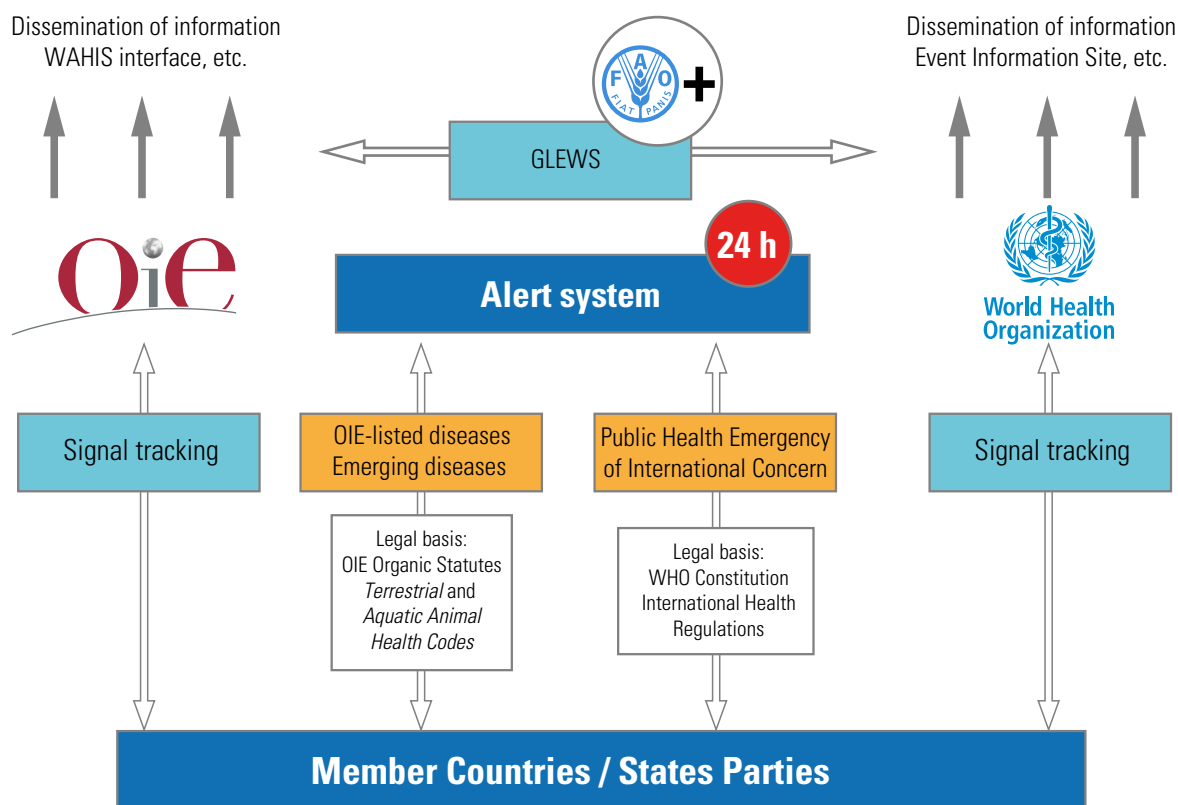 Dissemination of information
WAHIS interface, etc.
Dissemination of information
Event Information Site, etc.
F A O
FIAT PANIS
+
GLEWS
24 h
OiE
Alert system
World Health
Organization
Signal tracking
OIE-listed diseases
Emerging diseases
Public Health Emergency
of International Concern
Signal tracking
Legal basis:
OIE Organic Statutes
Terrestrial and
Aquatic Animal
Health Codes
Legal basis:
WHO Constitution
International Health
Regulations
Member Countries / States Parties